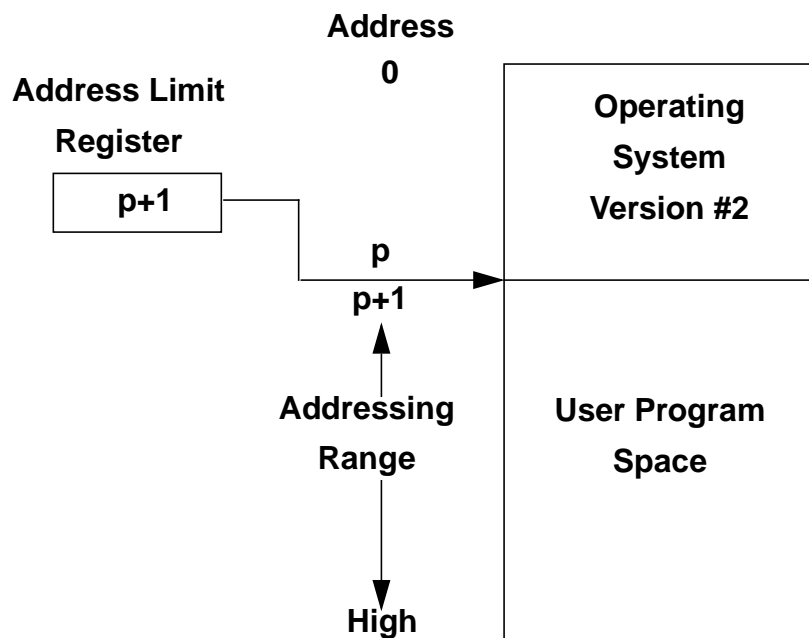 Address
0
Address Limit
Register
p+1
Operating
System
Version #2
p
p+1
Addressing
Range
User Program
Space
High